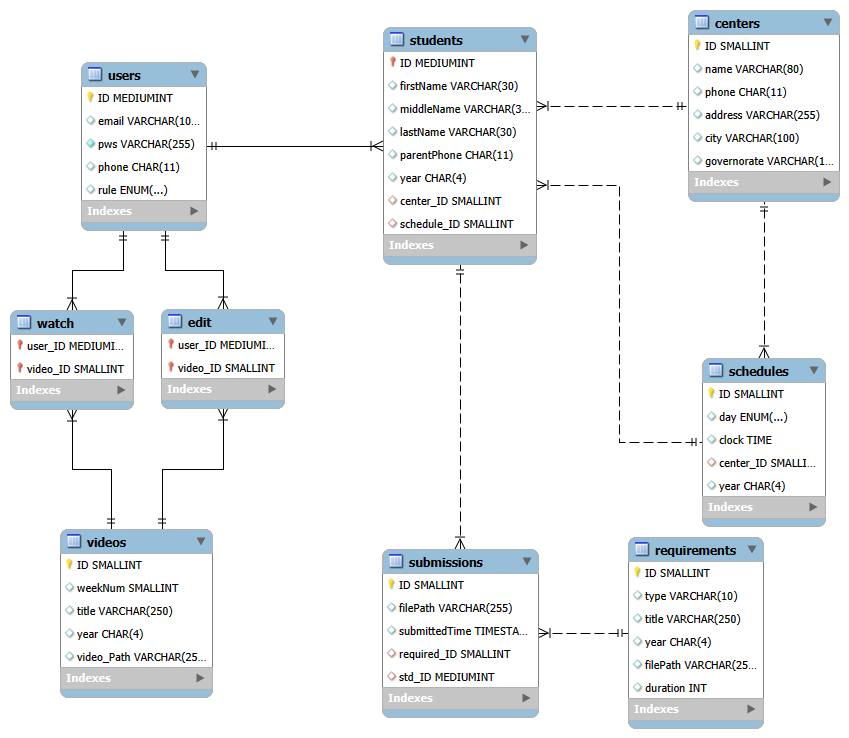 users
ID MEDIUMINT
email VARCHAR(10...
pws VARCHAR(255)
phone CHAR(11)
rule ENUM(...)
Indexes
students
ID MEDIUMINT
firstName VARCHAR(30)
middleName VARCHAR(3...
lastName VARCHAR(30)
parentPhone CHAR(11)
year CHAR(4)
center_ID SMALLINT
schedule_ID SMALLINT
Indexes
centers
ID SMALLINT
name VARCHAR(80)
phone CHAR(11)
address VARCHAR(255)
city VARCHAR(100)
governorate VARCHAR(1...
Indexes
watch
user_ID MEDIUMI...
video_ID SMALLINT
Indexes
edit
user_ID MEDIUMI...
video_ID SMALLINT
Indexes
schedules
ID SMALLINT
day ENUM(...)
clock TIME
center_ID SMALLI...
year CHAR(4)
Indexes
videos
ID SMALLINT
weekNum SMALLINT
title VARCHAR(250)
year CHAR(4)
video_Path VARCHAR(25...
Indexes
submissions
ID SMALLINT
filePath VARCHAR(255)
submittedTime TIMESTA...
required_ID SMALLINT
std_ID MEDIUMINT
Indexes
requirements
ID SMALLINT
type VARCHAR(10)
title VARCHAR(250)
year CHAR(4)
filePath VARCHAR(25...
duration INT
Indexes